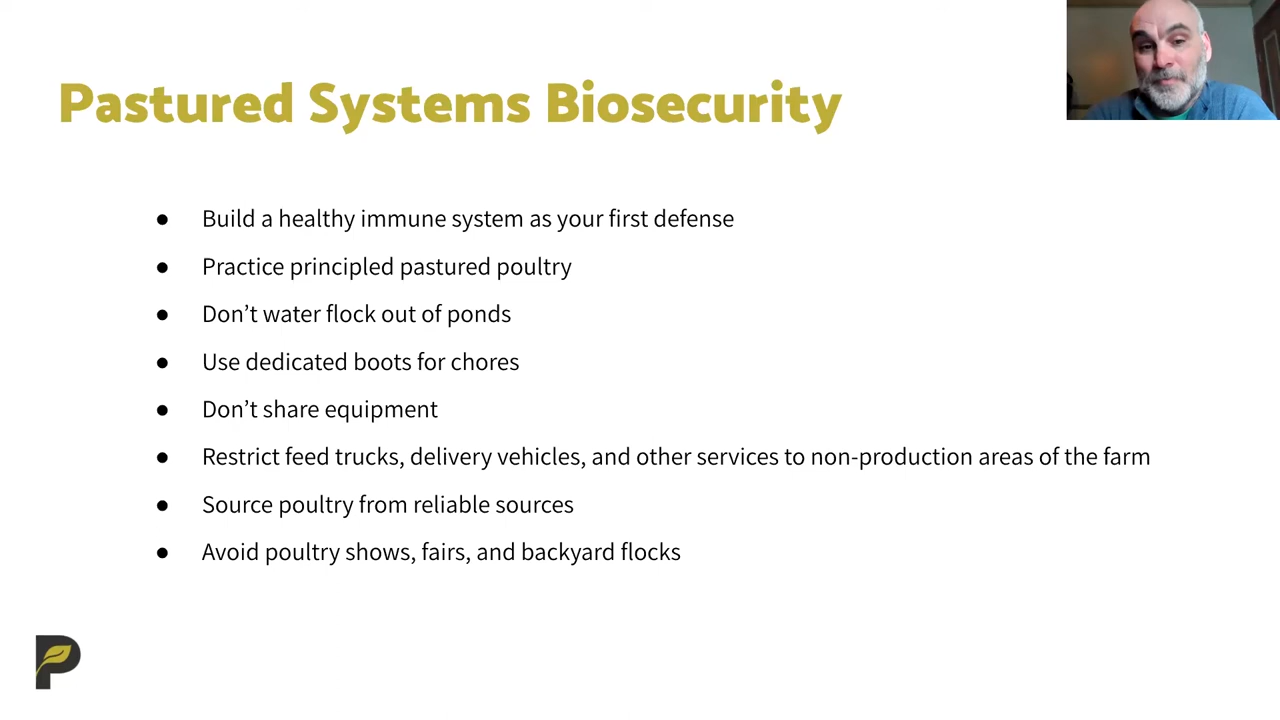 Pastured Systems Biosecurity
● Build a healthy immune system as your first defense
● Practice principled pastured poultry
● Don’t water flock out of ponds
● Use dedicated boots for chores
● Don’t share equipment
● Restrict feed trucks, delivery vehicles, and other services to non-production areas of the farm
● Source poultry from reliable sources
● Avoid poultry shows, fairs, and backyard flocks
P